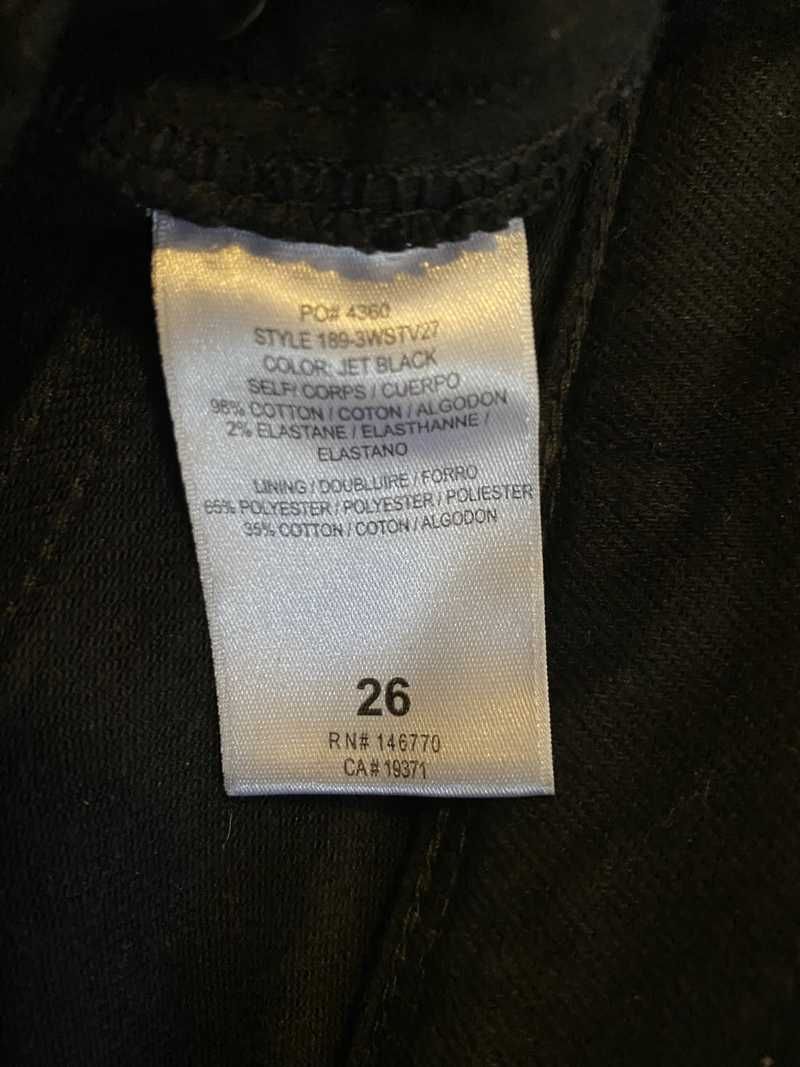 PO# 4360
STYLE 189-3WSTV27
COLOR: JET BLACK
SELF/ CORPS / CUERPO
98% COTTON / COTON / ALGODON
2% ELASTANE / ELASTHANNE /
ELASTANO
LINING / DOUBLUIRE / FORRO
65% POLYESTER / POLYESTER / POLIESTER
35% COTTON / COTON / ALGODON
26
RN# 146770
CA# 19371